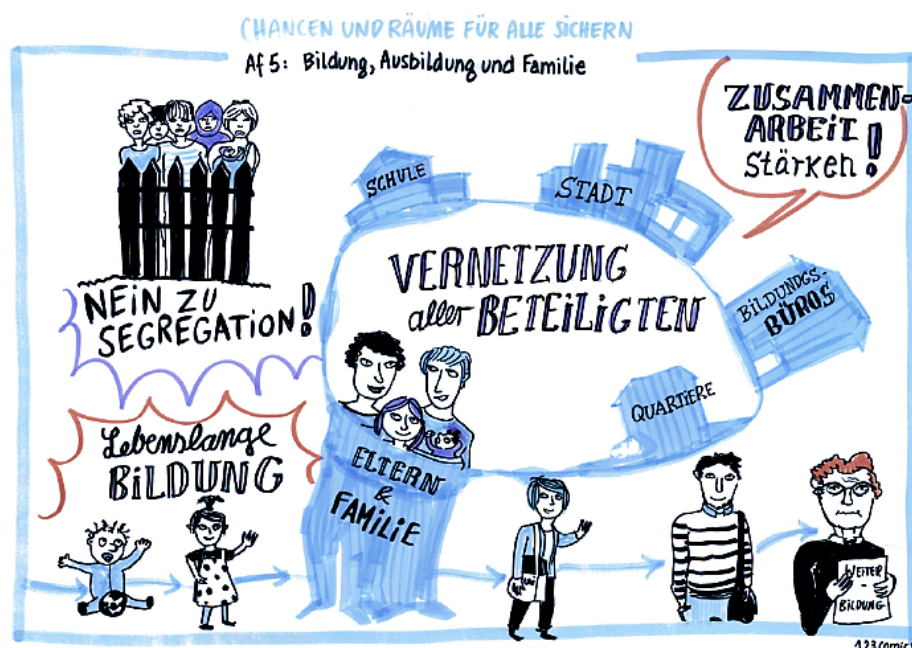 CHANCEN UND RÄUME FÜR ALLE SICHERN
Af 5: Bildung, Ausbildung und Familie
ZUSAMMEN-
ARBEIT
stärken!
SCHULE
STADT
VERNETZUNG
aller BETEILIGTEN
BILDUNGS-
BÜROS
NEIN ZU
SEGREGATION!
QUARTIERE
Lebenslange
BILDUNG
ELTERN
&
FAMILIE
WEITER
-
BILDUNG
123comic